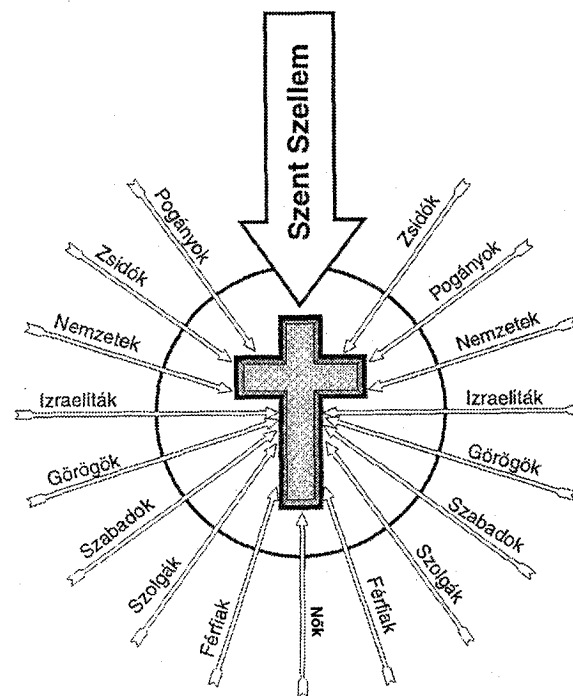 Szent Szellem
Pogányok
Zsidók
Nemzetek
Izraeliták
Görögök
Szabadok
Szolgák
Férfiak
Nők
Zsidók
Pogányok
Nemzetek
Izraeliták
Görögök
Szabadok
Szolgák
Férfiak